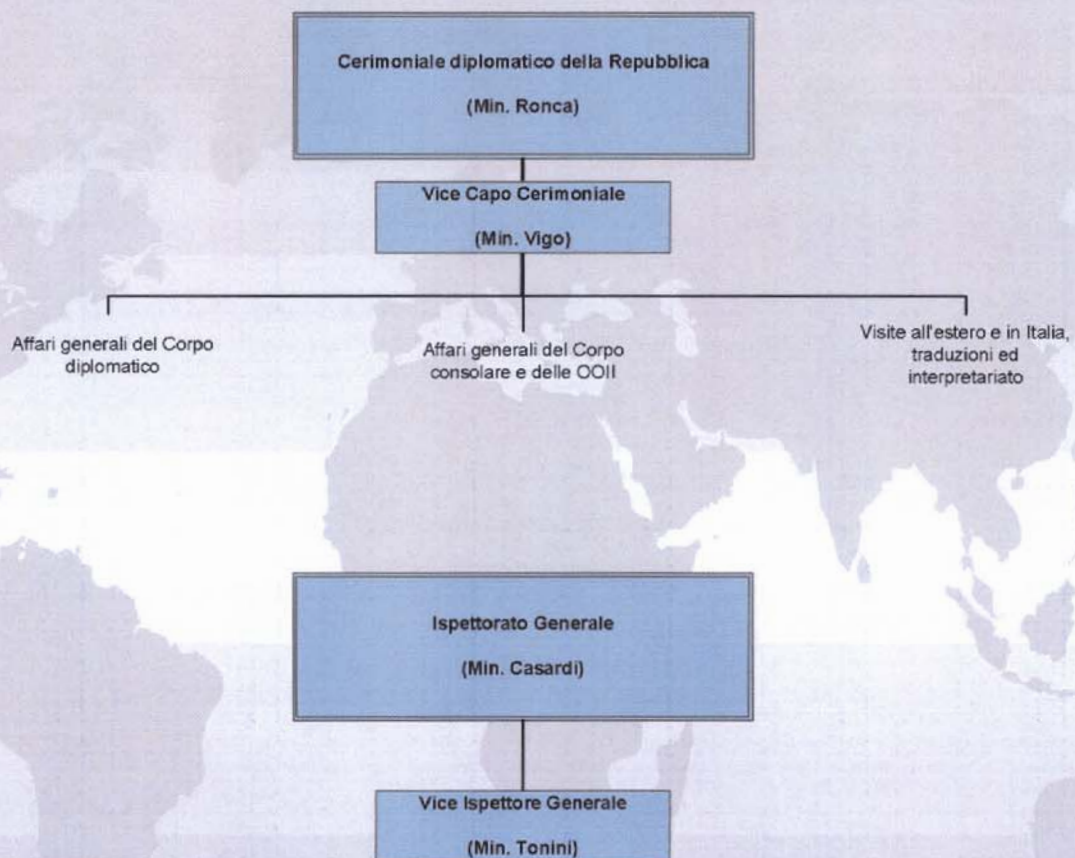 Cerimoniale diplomatico della Repubblica
(Min. Ronca)
Vice Capo Cerimoniale
(Min. Vigo)
Affari generali del Corpo
diplomatico
Affari generali del Corpo
consolare e delle OOII
Visite all'estero e in Italia,
traduzioni ed
interpretariato
Ispettorato Generale
(Min. Casardi)
Vice Ispettore Generale
(Min. Tonini)